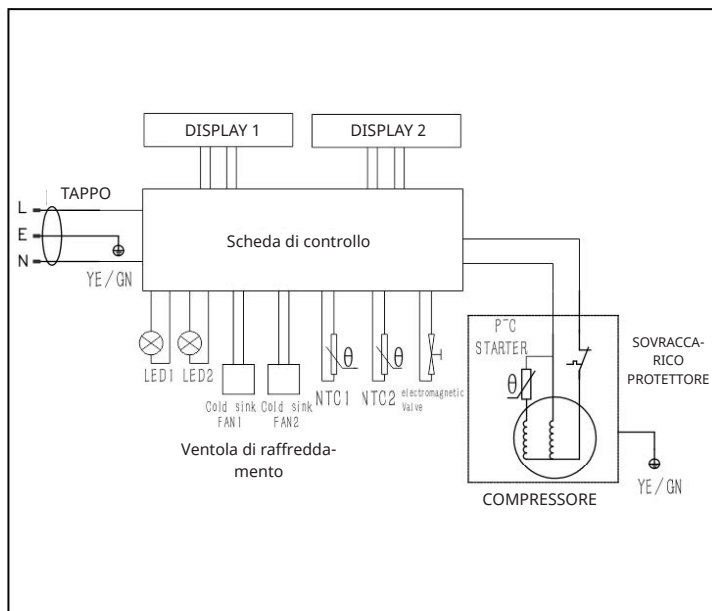 DISPLAY 1
DISPLAY 2
TAPPO
L
E
N
YE/GN
Scheda di controllo
LED1
LED2
Cold sink
FAN1
Cold sink
FAN2
NTC1
NTC2
electromagnetic
Valve
θ
θ
Ventola di raffredda-
mento
P-C
STARTER
θ
SOVRACCA-
RICO
PROTETTORE
COMPRESSORE
YE/GN